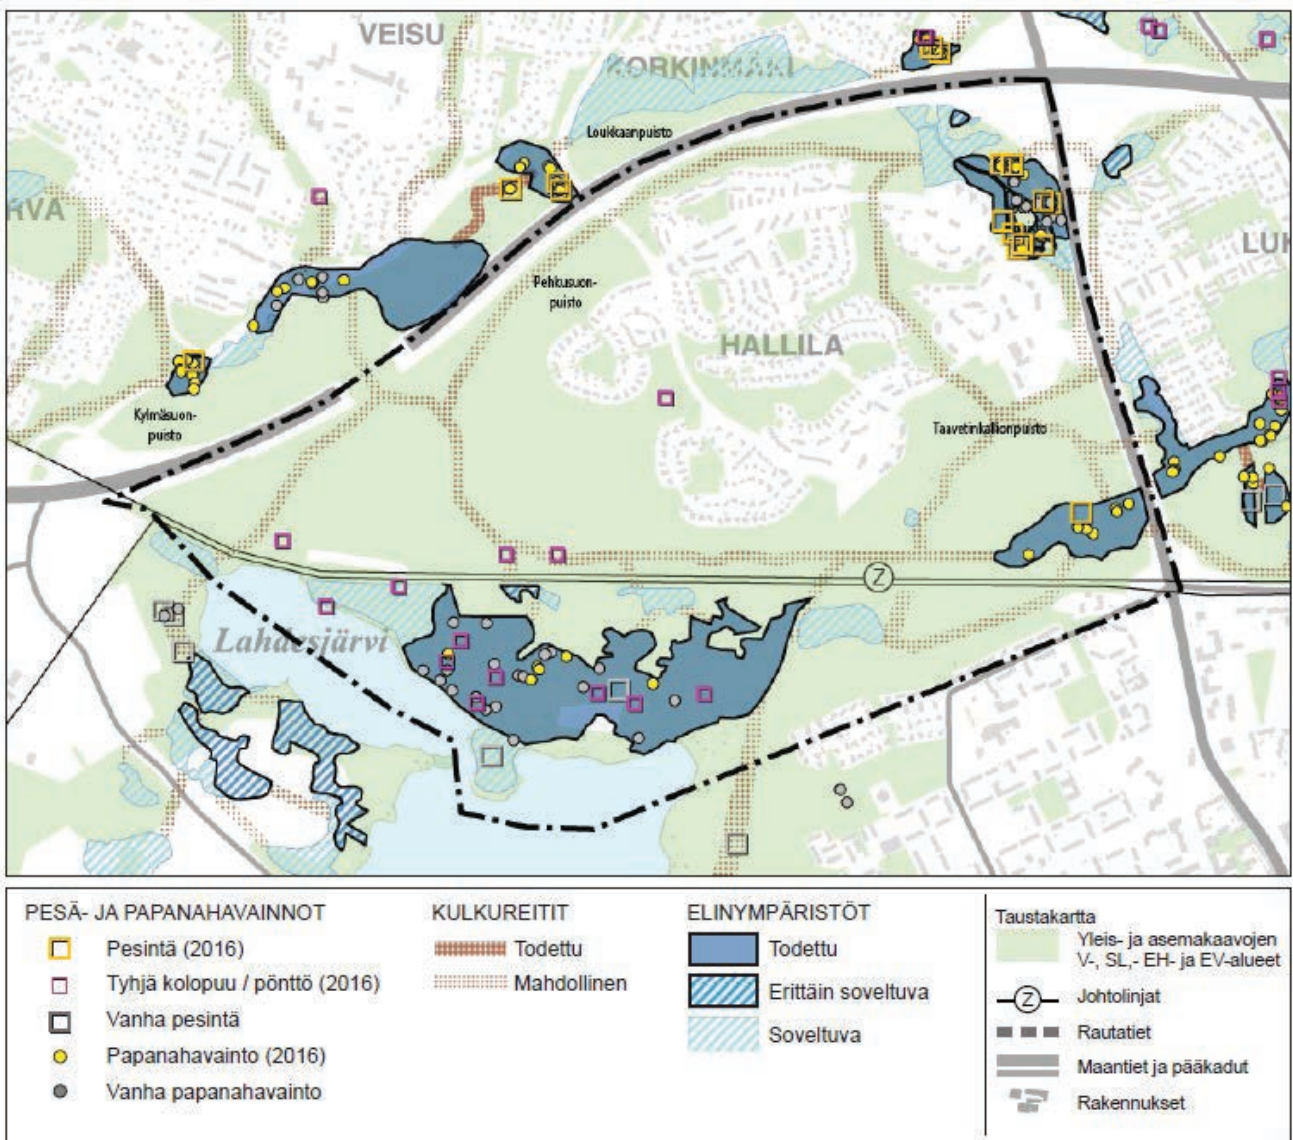 VEISU
KORKINMÄKI
Loukkaanpuisto
RVA
LUK
Pehkusuon-
puisto
HALLILA
Kylmäsuon-
puisto
Taavetinkallionpuisto
Z
Lahdesjärvi
PESÄ- JA PAPANAHAVAINNOT
Pesintä (2016)
Tyhjä kolopuu / pönttö (2016)
Vanha pesintä
Papanahavainto (2016)
Vanha papanahavainto
KULKUREITIT
Todettu
Mahdollinen
ELINYMPÄRISTÖT
Todettu
Erittäin soveltuva
Soveltuva
Taustakartta
Yleis- ja asemakaavojen
V-, SL,- EH- ja EV-alueet
Z Johtolinjat
Rautatiet
Maantiet ja pääkadut
Rakennukset